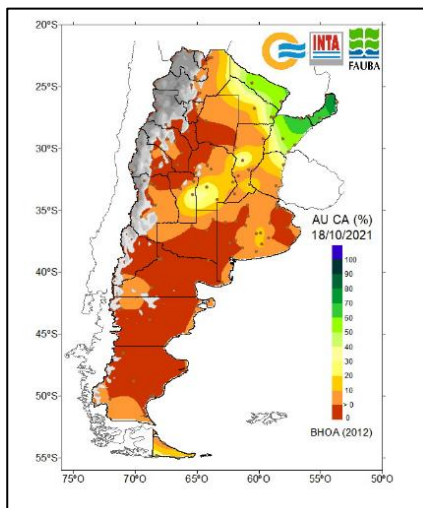 20°S
25°S
30°S
35°S
40°S
45°S
50°S
55°S
INTA
FAUBA
AU CA (%)
18/10/2021
100
90
80
70
60
50
40
30
20
10
> 0
0
BHOA (2012)
75°O
70°O
65°O
60°O
55°O
50°O